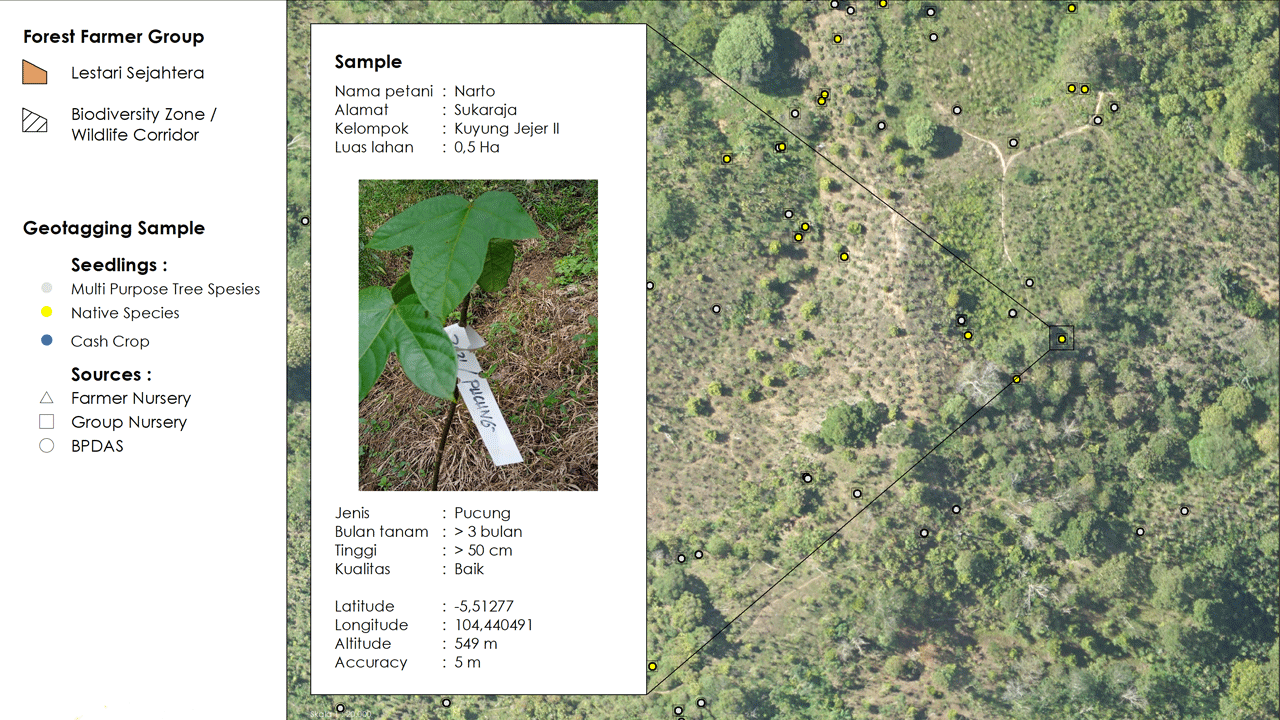 Forest Farmer Group
Lestari Sejahtera
Biodiversity Zone /
Wildlife Corridor
Geotagging Sample
Seedlings :
Multi Purpose Tree Spesies
Native Species
Cash Crop
Sources :
Farmer Nursery
Group Nursery
BPDAS
Sample
Nama petani : Narto
Alamat : Sukaraja
Kelompok : Kuyung Jejer II
Luas lahan : 0,5 Ha
PUCUNG
Jenis : Pucung
Bulan tanam : > 3 bulan
Tinggi : > 50 cm
Kualitas : Baik
Latitude : -5,51277
Longitude : 104,440491
Altitude : 549 m
Accuracy : 5 m